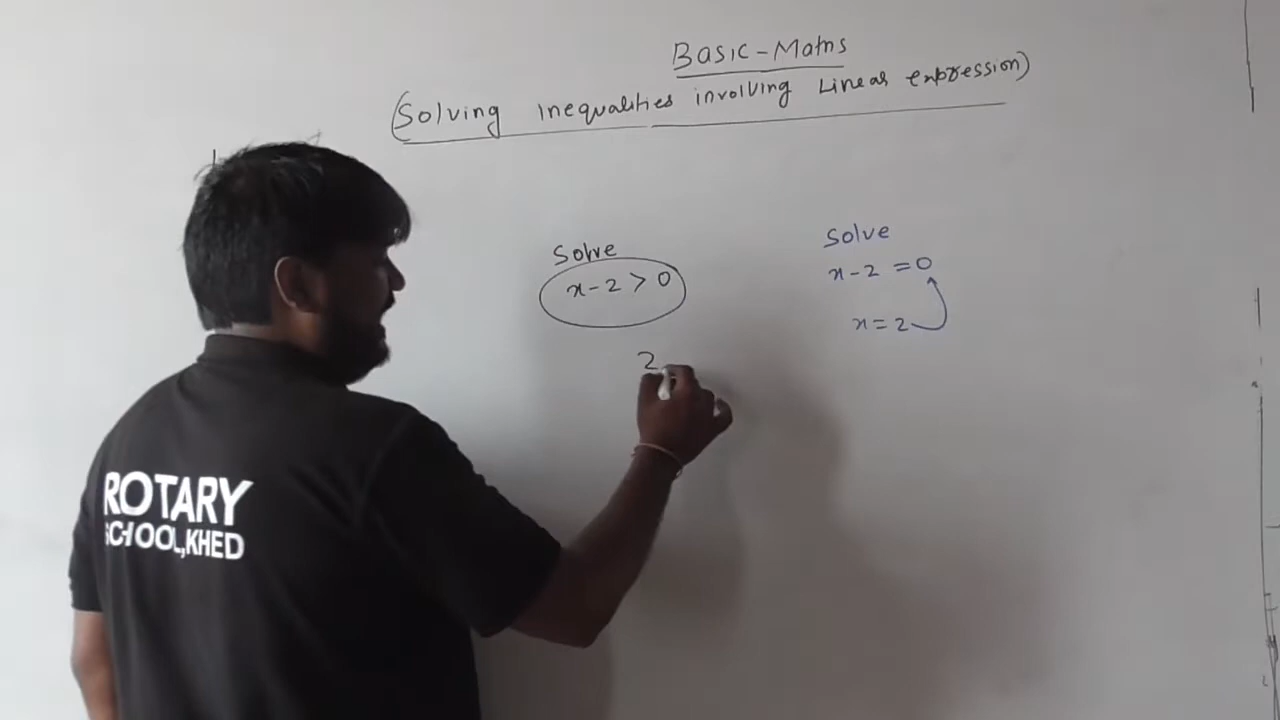 Basic-Maths
(Solving inequalities involving Linear expression)
Solve
x-2 > 0
2
Solve
x-2 = 0
x = 2
ROTARY
SCHOOL, KHED